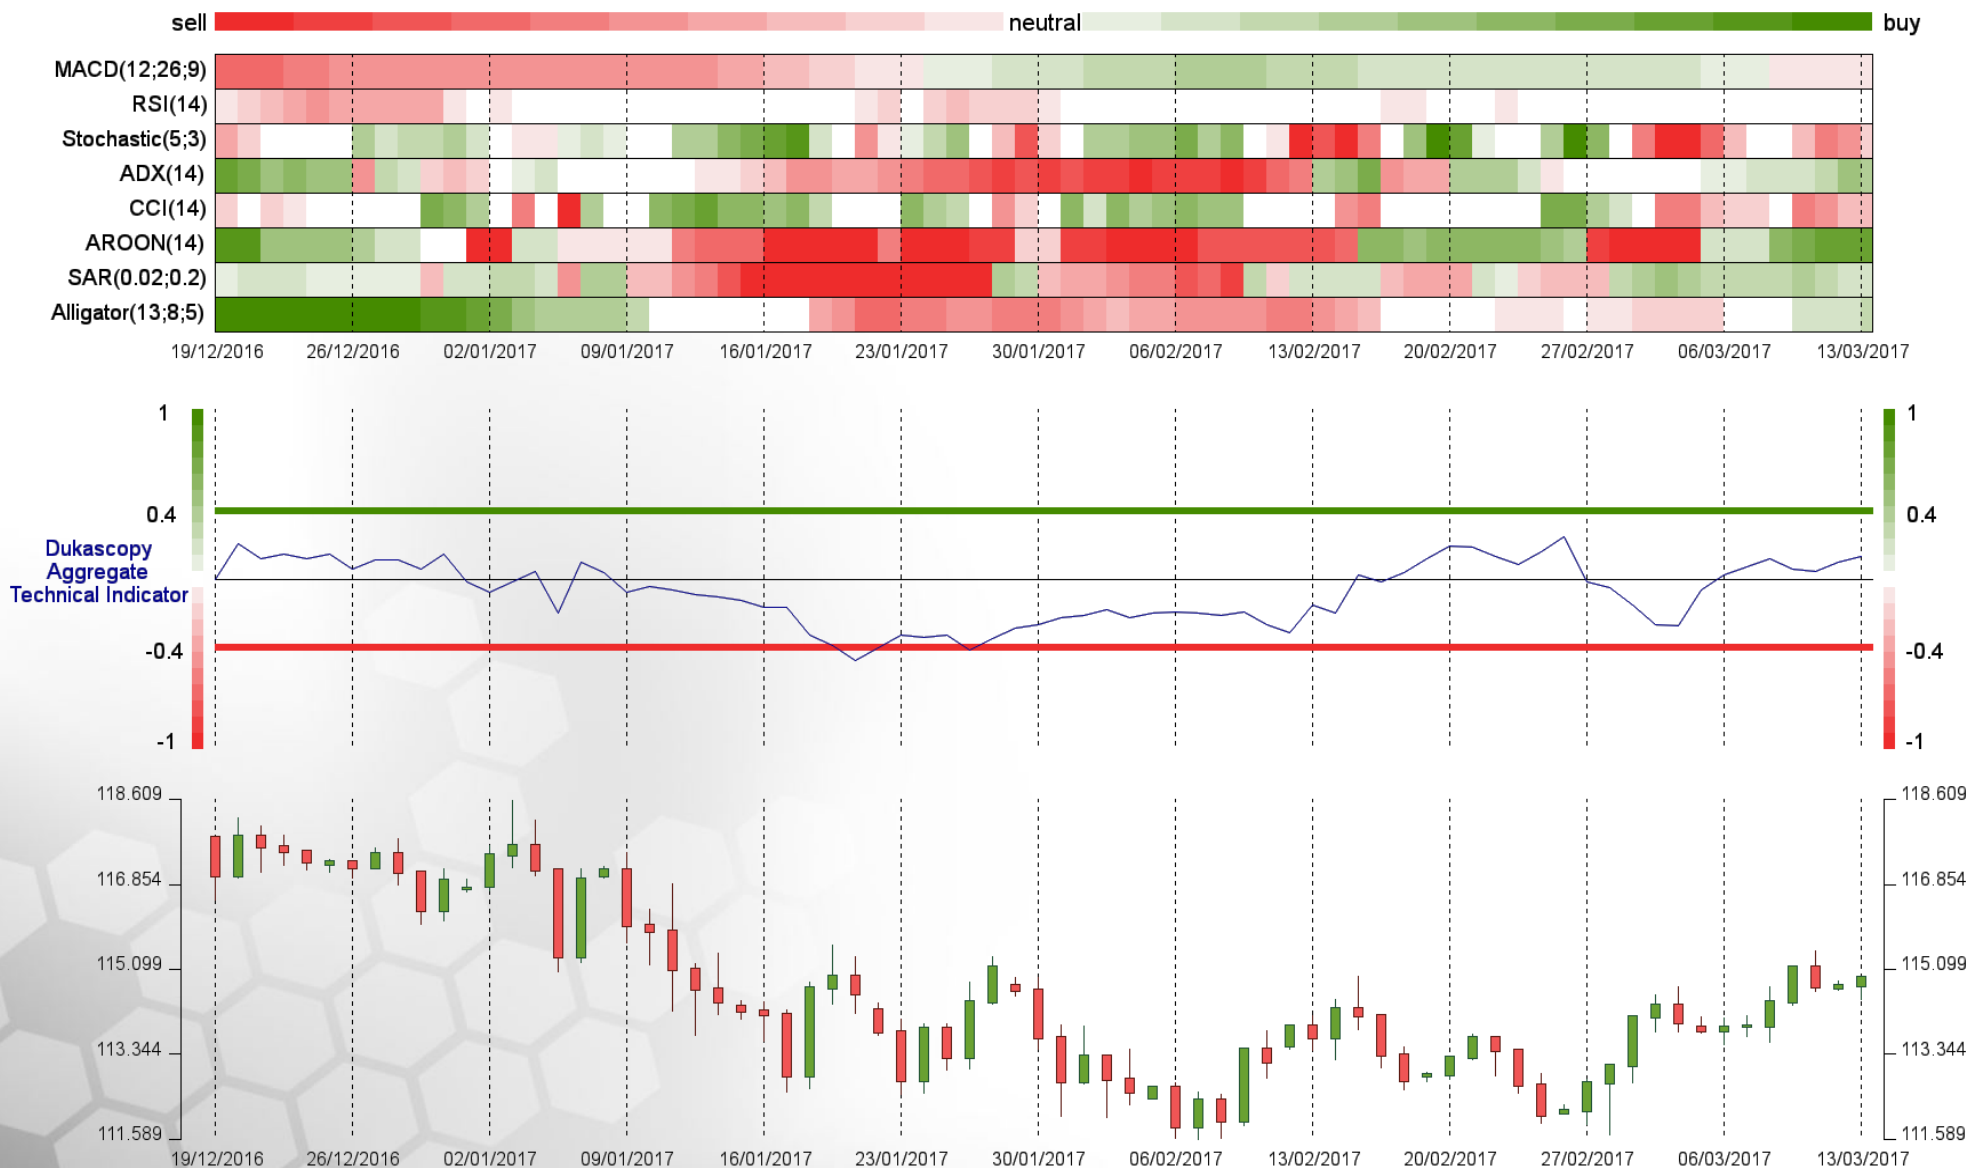 sell neutral buy
MACD(12;26;9)
RSI(14)
Stochastic(5;3)
ADX(14)
CCI(14)
AROON(14)
SAR(0.02;0.2)
Alligator(13;8;5)
19/12/2016 26/12/2016 02/01/2017 09/01/2017 16/01/2017 23/01/2017 30/01/2017 06/02/2017 13/02/2017 20/02/2017 27/02/2017 06/03/2017 13/03/2017
1 1
0.4 0.4
Dukascopy
Aggregate
Technical Indicator
-0.4 -0.4
-1 -1
118.609 118.609
116.854 116.854
115.099 115.099
113.344 113.344
111.589 111.589
19/12/2016 26/12/2016 02/01/2017 09/01/2017 16/01/2017 23/01/2017 30/01/2017 06/02/2017 13/02/2017 20/02/2017 27/02/2017 06/03/2017 13/03/2017